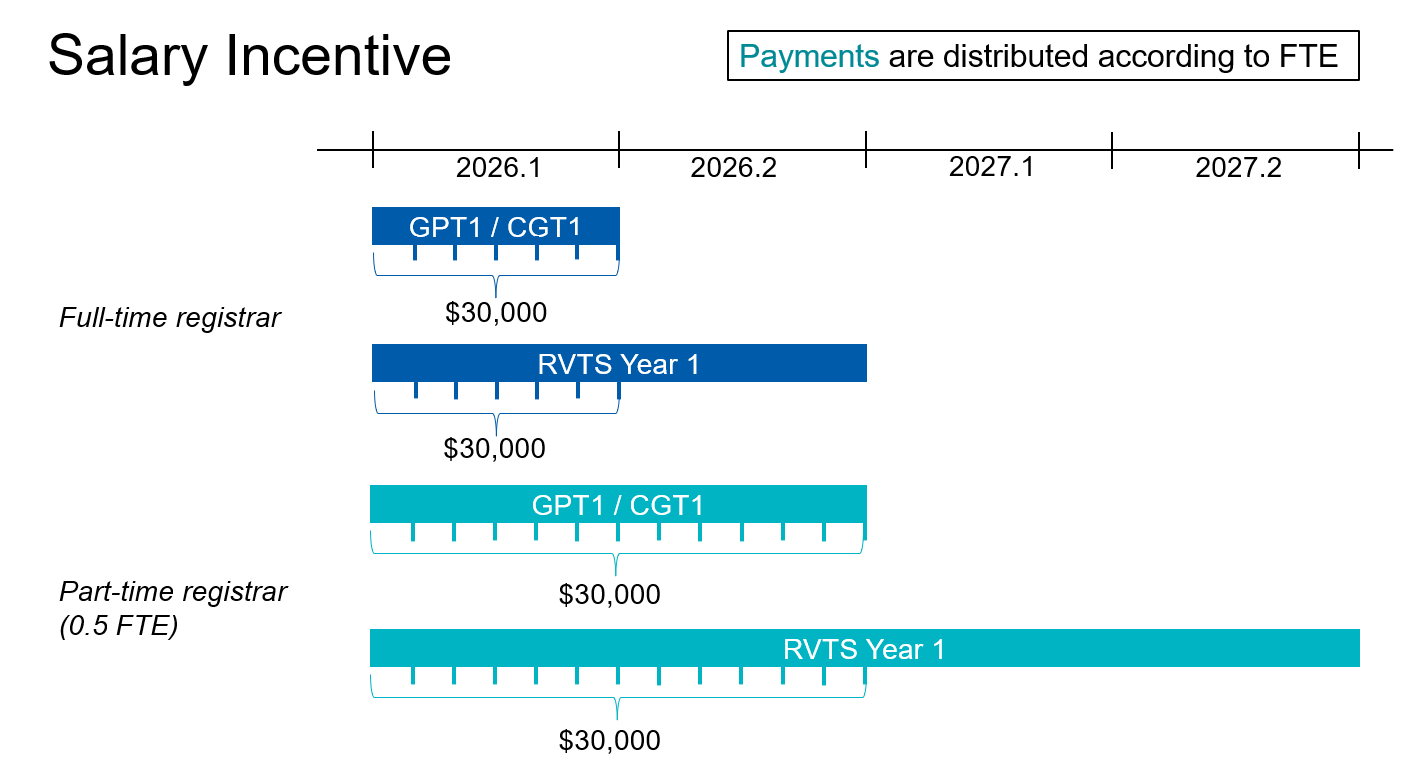 Salary Incentive
Payments are distributed according to FTE
2026.1
2026.2
2027.1
2027.2
GPT1 / CGT1
$30,000
Full-time registrar
RVTS Year 1
$30,000
GPT1 / CGT1
$30,000
Part-time registrar
(0.5 FTE)
RVTS Year 1
$30,000